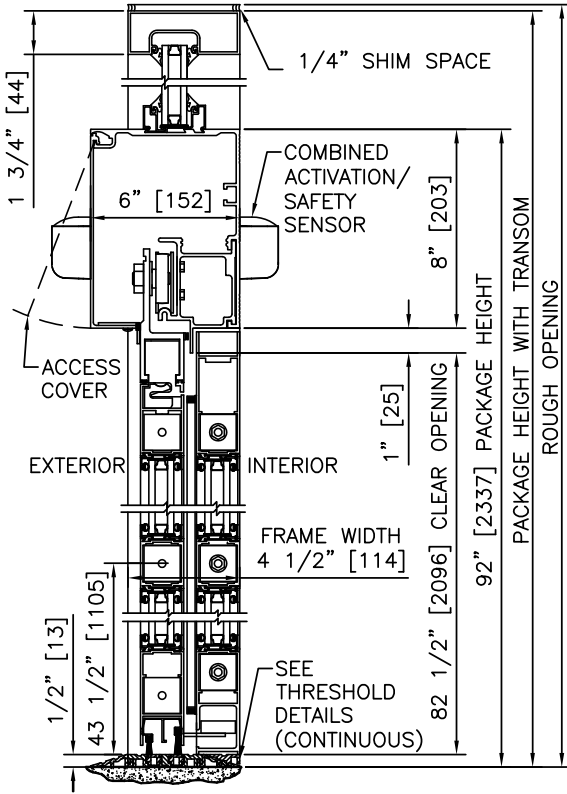 1/4" SHIM SPACE
1 3/4" [44]
COMBINED
ACTIVATION/
SAFETY
SENSOR
6" [152]
8" [203]
ACCESS
COVER
1" [25]
EXTERIOR
INTERIOR
FRAME WIDTH
4 1/2" [114]
82 1/2" [2096] CLEAR OPENING
92" [2337] PACKAGE HEIGHT
PACKAGE HEIGHT WITH TRANSOM
ROUGH OPENING
1/2" [13]
43 1/2" [1105]
SEE
THRESHOLD
DETAILS
(CONTINUOUS)